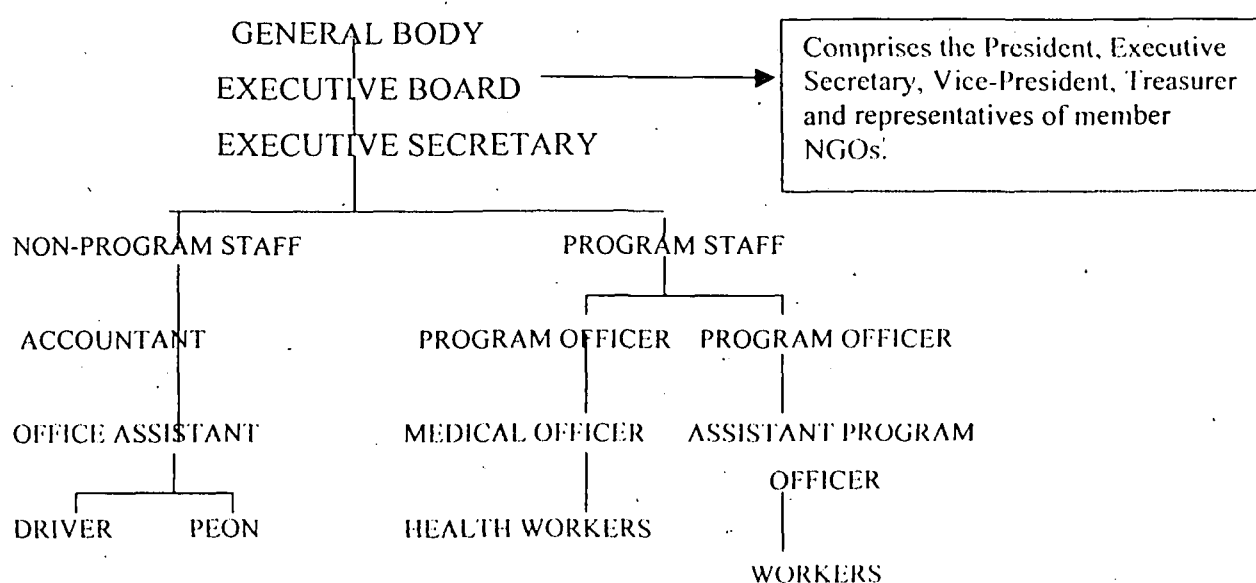 GENERAL BODY
EXECUTIVE BOARD
EXECUTIVE SECRETARY
Comprises the President, Executive
Secretary, Vice-President, Treasurer
and representatives of member
NGOs.
NON-PROGRAM STAFF
PROGRAM STAFF
ACCOUNTANT
PROGRAM OFFICER
PROGRAM OFFICER
OFFICE ASSISTANT
MEDICAL OFFICER
ASSISTANT PROGRAM
OFFICER
DRIVER
PEON
HEALTH WORKERS
WORKERS